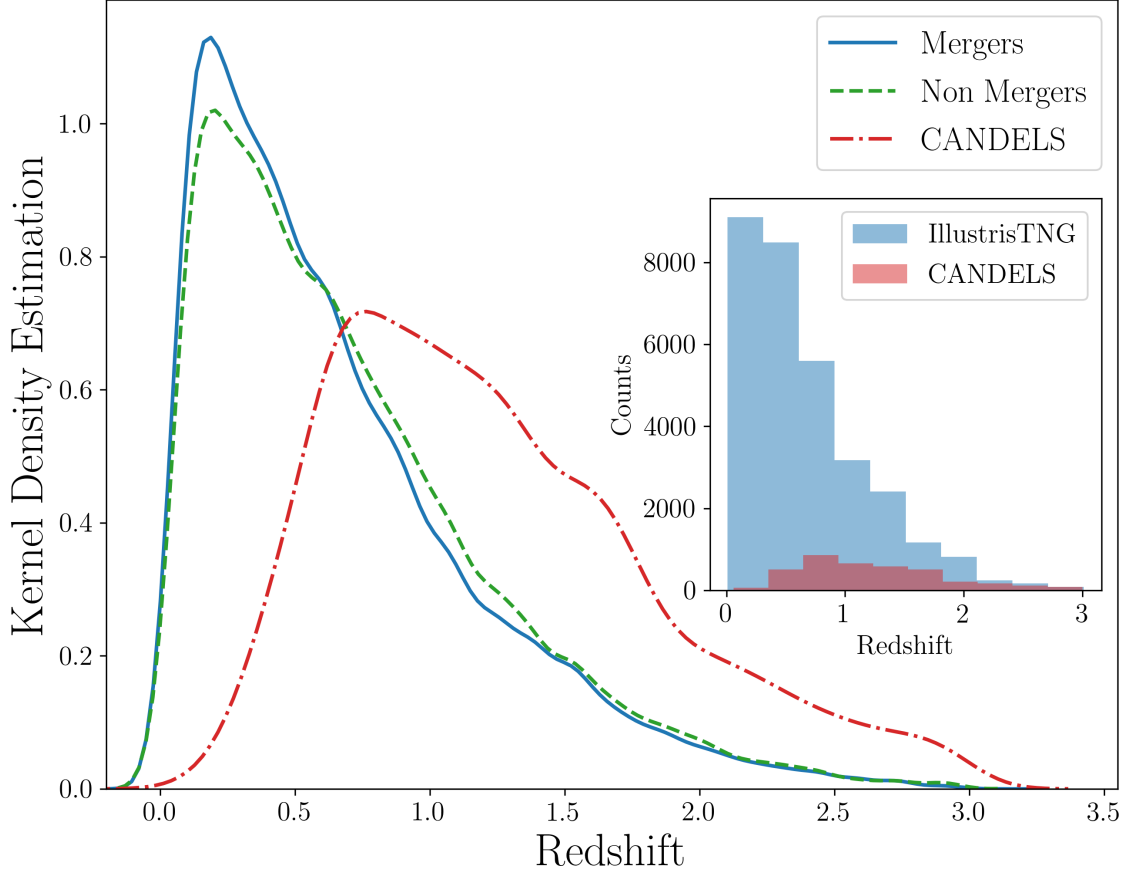 Mergers
Non Mergers
CANDELS
Kernel Density Estimation
1.0
0.8
0.6
0.4
0.2
0.0
0.0 0.5 1.0 1.5 2.0 2.5 3.0 3.5
Redshift
IllustrisTNG
CANDELS
Counts
8000
6000
4000
2000
0
0 1 2 3
Redshift